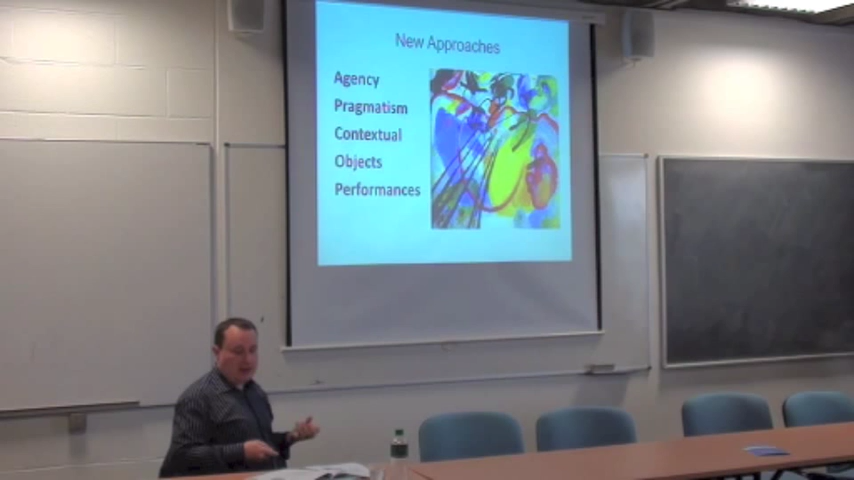 New Approaches
Agency
Pragmatism
Contextual
Objects
Performances